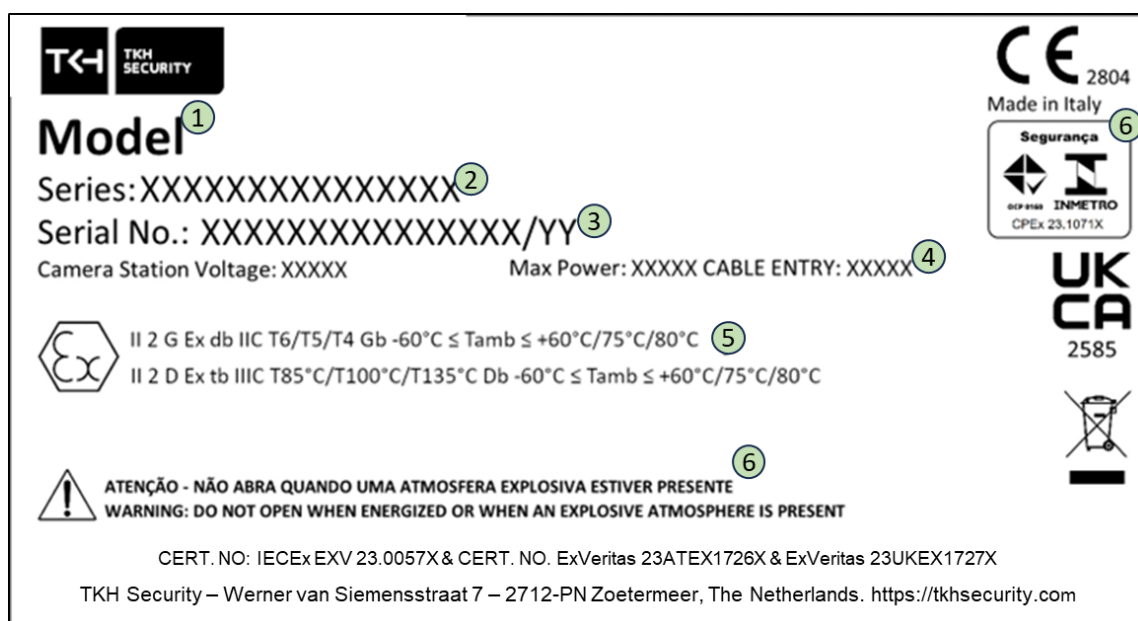 TKH TKH SECURITY
CE 2804
Made in Italy
Model 1
Segurança 6
OCP 0160 INMETRO
CPEx 23.1071X
Series: XXXXXXXXXXXXXXX 2
Serial No.: XXXXXXXXXXXXXXX/YY 3
Camera Station Voltage: XXXXX Max Power: XXXXX CABLE ENTRY: XXXXX 4
UK
CA
2585
Ex II 2 G Ex db IIC T6/T5/T4 Gb -60°C ≤ Tamb ≤ +60°C/75°C/80°C 5
II 2 D Ex tb IIIC T85°C/T100°C/T135°C Db -60°C ≤ Tamb ≤ +60°C/75°C/80°C
6
ATENÇÃO - NÃO ABRA QUANDO UMA ATMOSFERA EXPLOSIVA ESTIVER PRESENTE
WARNING: DO NOT OPEN WHEN ENERGIZED OR WHEN AN EXPLOSIVE ATMOSPHERE IS PRESENT
CERT. NO: IECEx EXV 23.0057X & CERT. NO. ExVeritas 23ATEX1726X & ExVeritas 23UKEX1727X
TKH Security – Werner van Siemensstraat 7 – 2712-PN Zoetermeer, The Netherlands. https://tkhsecurity.com